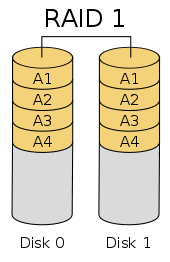 RAID 1
A1 A1
A2 A2
A3 A3
A4 A4
Disk 0 Disk 1